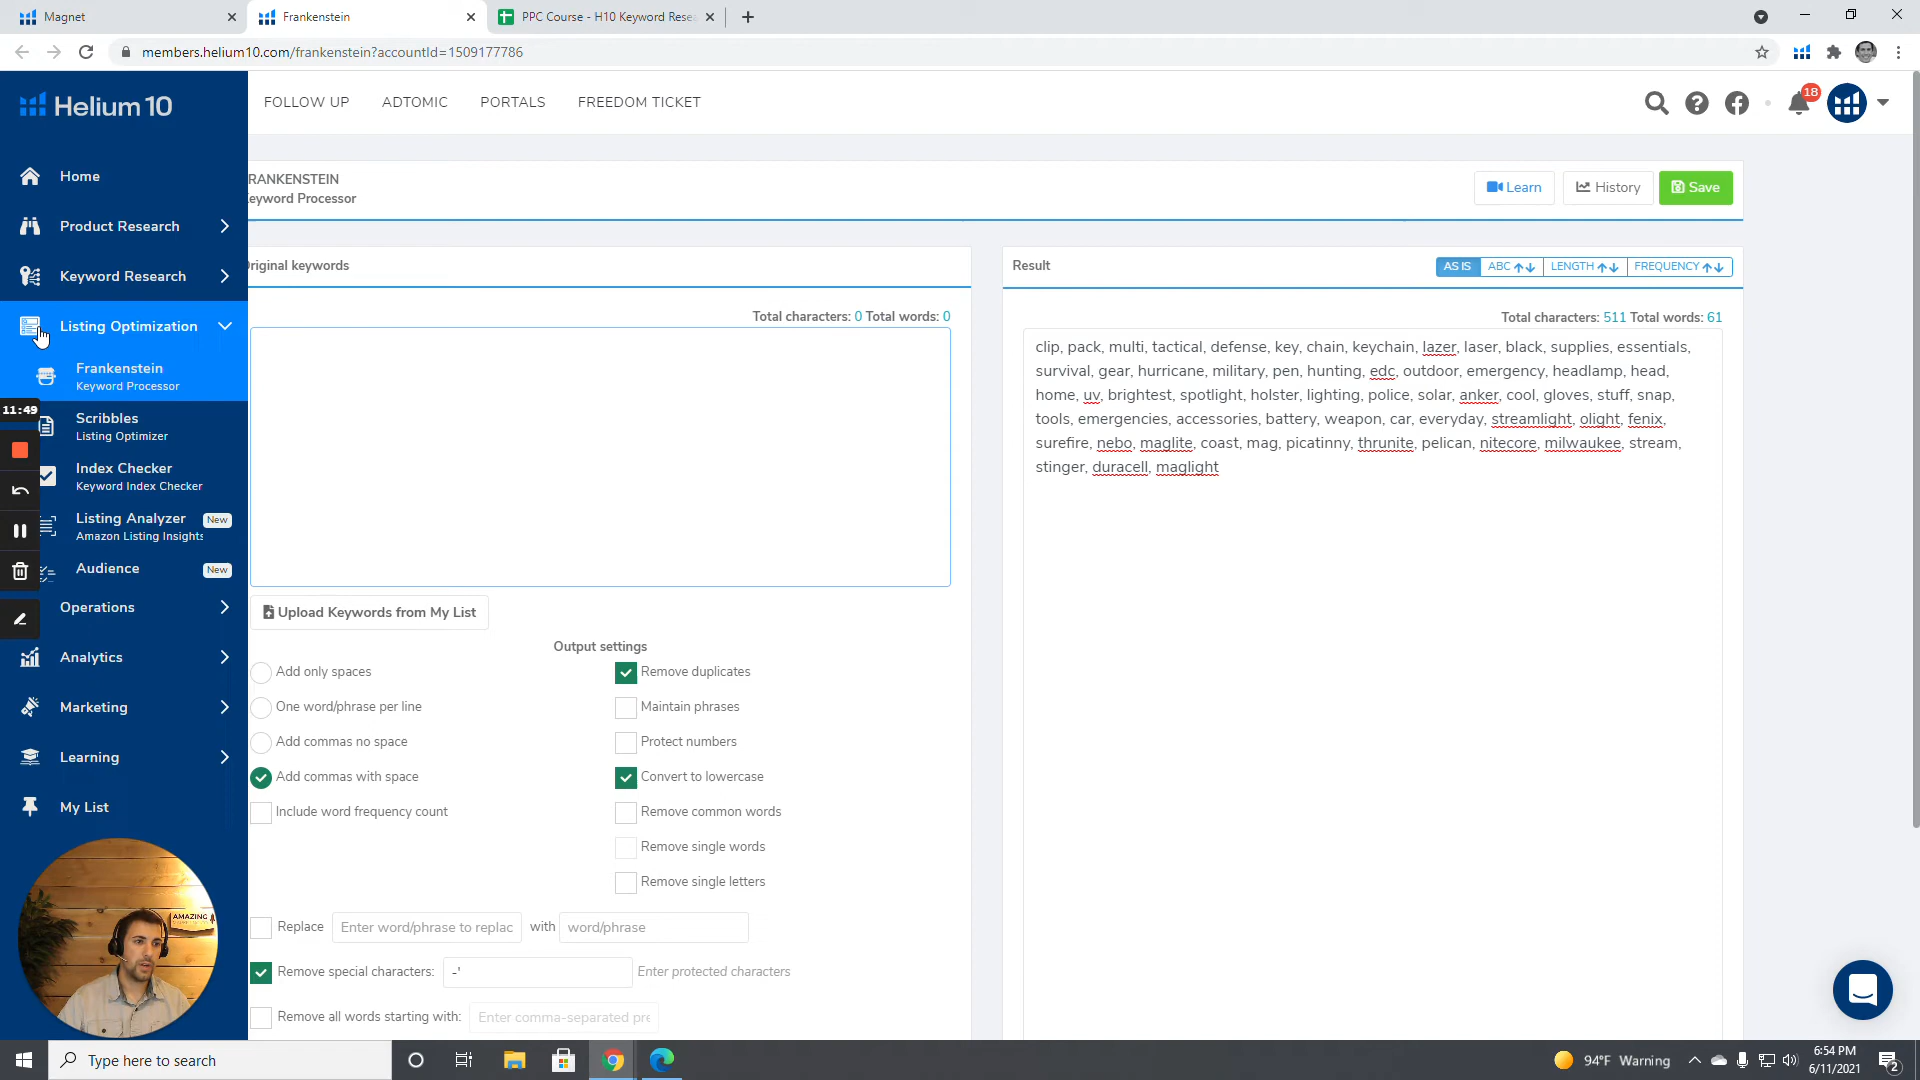 Magnet
Frankenstein
PPC Course - H10 Keyword Rese
members.helium10.com/frankenstein?accountId=1509177786
Helium 10
FOLLOW UP
ADTOMIC
PORTALS
FREEDOM TICKET
18
Home
Product Research
Keyword Research
Listing Optimization
Frankenstein
Keyword Processor
11:49
Scribbles
Listing Optimizer
Index Checker
Keyword Index Checker
Listing Analyzer New
Amazon Listing Insights
Audience New
Operations
Analytics
Marketing
Learning
My List
RANKENSTEIN
eyword Processor
Learn
History
Save
riginal keywords
Total characters: 0 Total words: 0
Upload Keywords from My List
Output settings
Add only spaces
One word/phrase per line
Add commas no space
Add commas with space
Include word frequency count
Remove duplicates
Maintain phrases
Protect numbers
Convert to lowercase
Remove common words
Remove single words
Remove single letters
Replace Enter word/phrase to replac with word/phrase
Remove special characters: -' Enter protected characters
Remove all words starting with: Enter comma-separated pre
Result
AS IS ABC LENGTH FREQUENCY
Total characters: 511 Total words: 61
clip, pack, multi, tactical, defense, key, chain, keychain, lazer, laser, black, supplies, essentials,
survival, gear, hurricane, military, pen, hunting, edc, outdoor, emergency, headlamp, head,
home, uv, brightest, spotlight, holster, lighting, police, solar, anker, cool, gloves, stuff, snap,
tools, emergencies, accessories, battery, weapon, car, everyday, streamlight, olight, fenix,
surefire, nebo, maglite, coast, mag, picatinny, thrunite, pelican, nitecore, milwaukee, stream,
stinger, duracell, maglight
AMAZING
Type here to search
94°F Warning
6:54 PM
6/11/2021
2